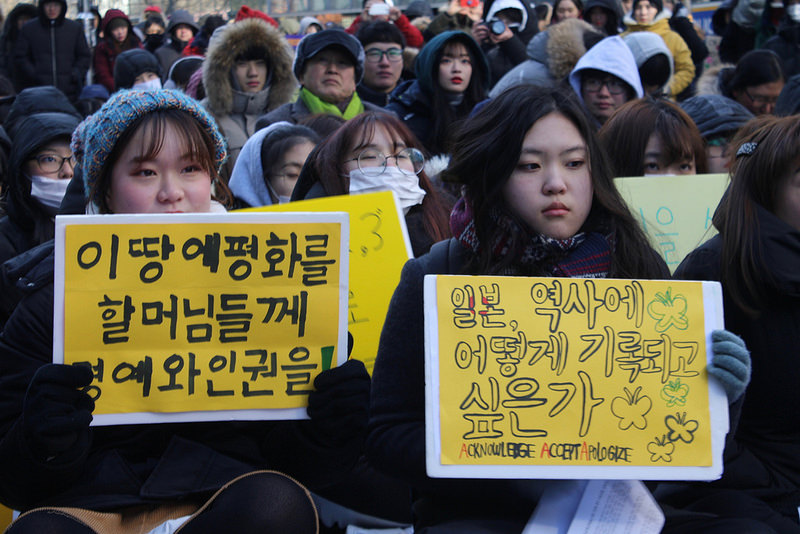 이 땅에 평화를
할머님들께
명예와 인권을!
일본, 역사에
어떻게 기록되고
싶은가
ACKNOWLEDGE ACCEPT APOLOGIZE